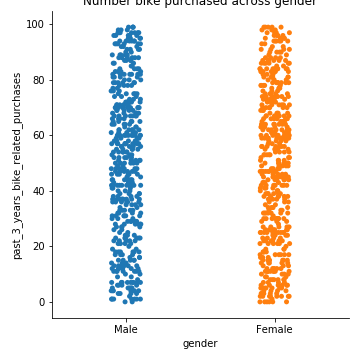 Number bike purchased across gender
100
80
60
40
20
0
past_3_years_bike_related_purchases
Male Female
gender